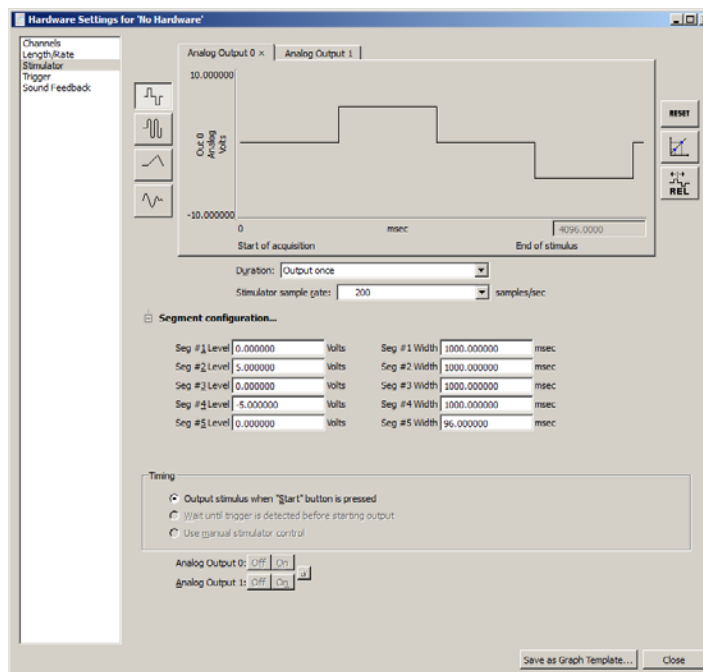 Hardware Settings for 'No Hardware'
Channels
Length/Rate
Stimulator
Trigger
Sound Feedback
Analog Output 0 ×
Analog Output 1
10.000000
Out 0
Analog
Volts
-10.000000
0
msec
4096.0000
Start of acquisition
End of stimulus
RESET
REL
Duration: Output once
Stimulator sample rate: 200 samples/sec
Segment configuration...
Seg #1 Level 0.000000 Volts Seg #1 Width 1000.000000 msec
Seg #2 Level 5.000000 Volts Seg #2 Width 1000.000000 msec
Seg #3 Level 0.000000 Volts Seg #3 Width 1000.000000 msec
Seg #4 Level -5.000000 Volts Seg #4 Width 1000.000000 msec
Seg #5 Level 0.000000 Volts Seg #5 Width 96.000000 msec
Timing
Output stimulus when "Start" button is pressed
Wait until trigger is detected before starting output
Use manual stimulator control
Analog Output 0: Off On
Analog Output 1: Off On
Save as Graph Template...
Close